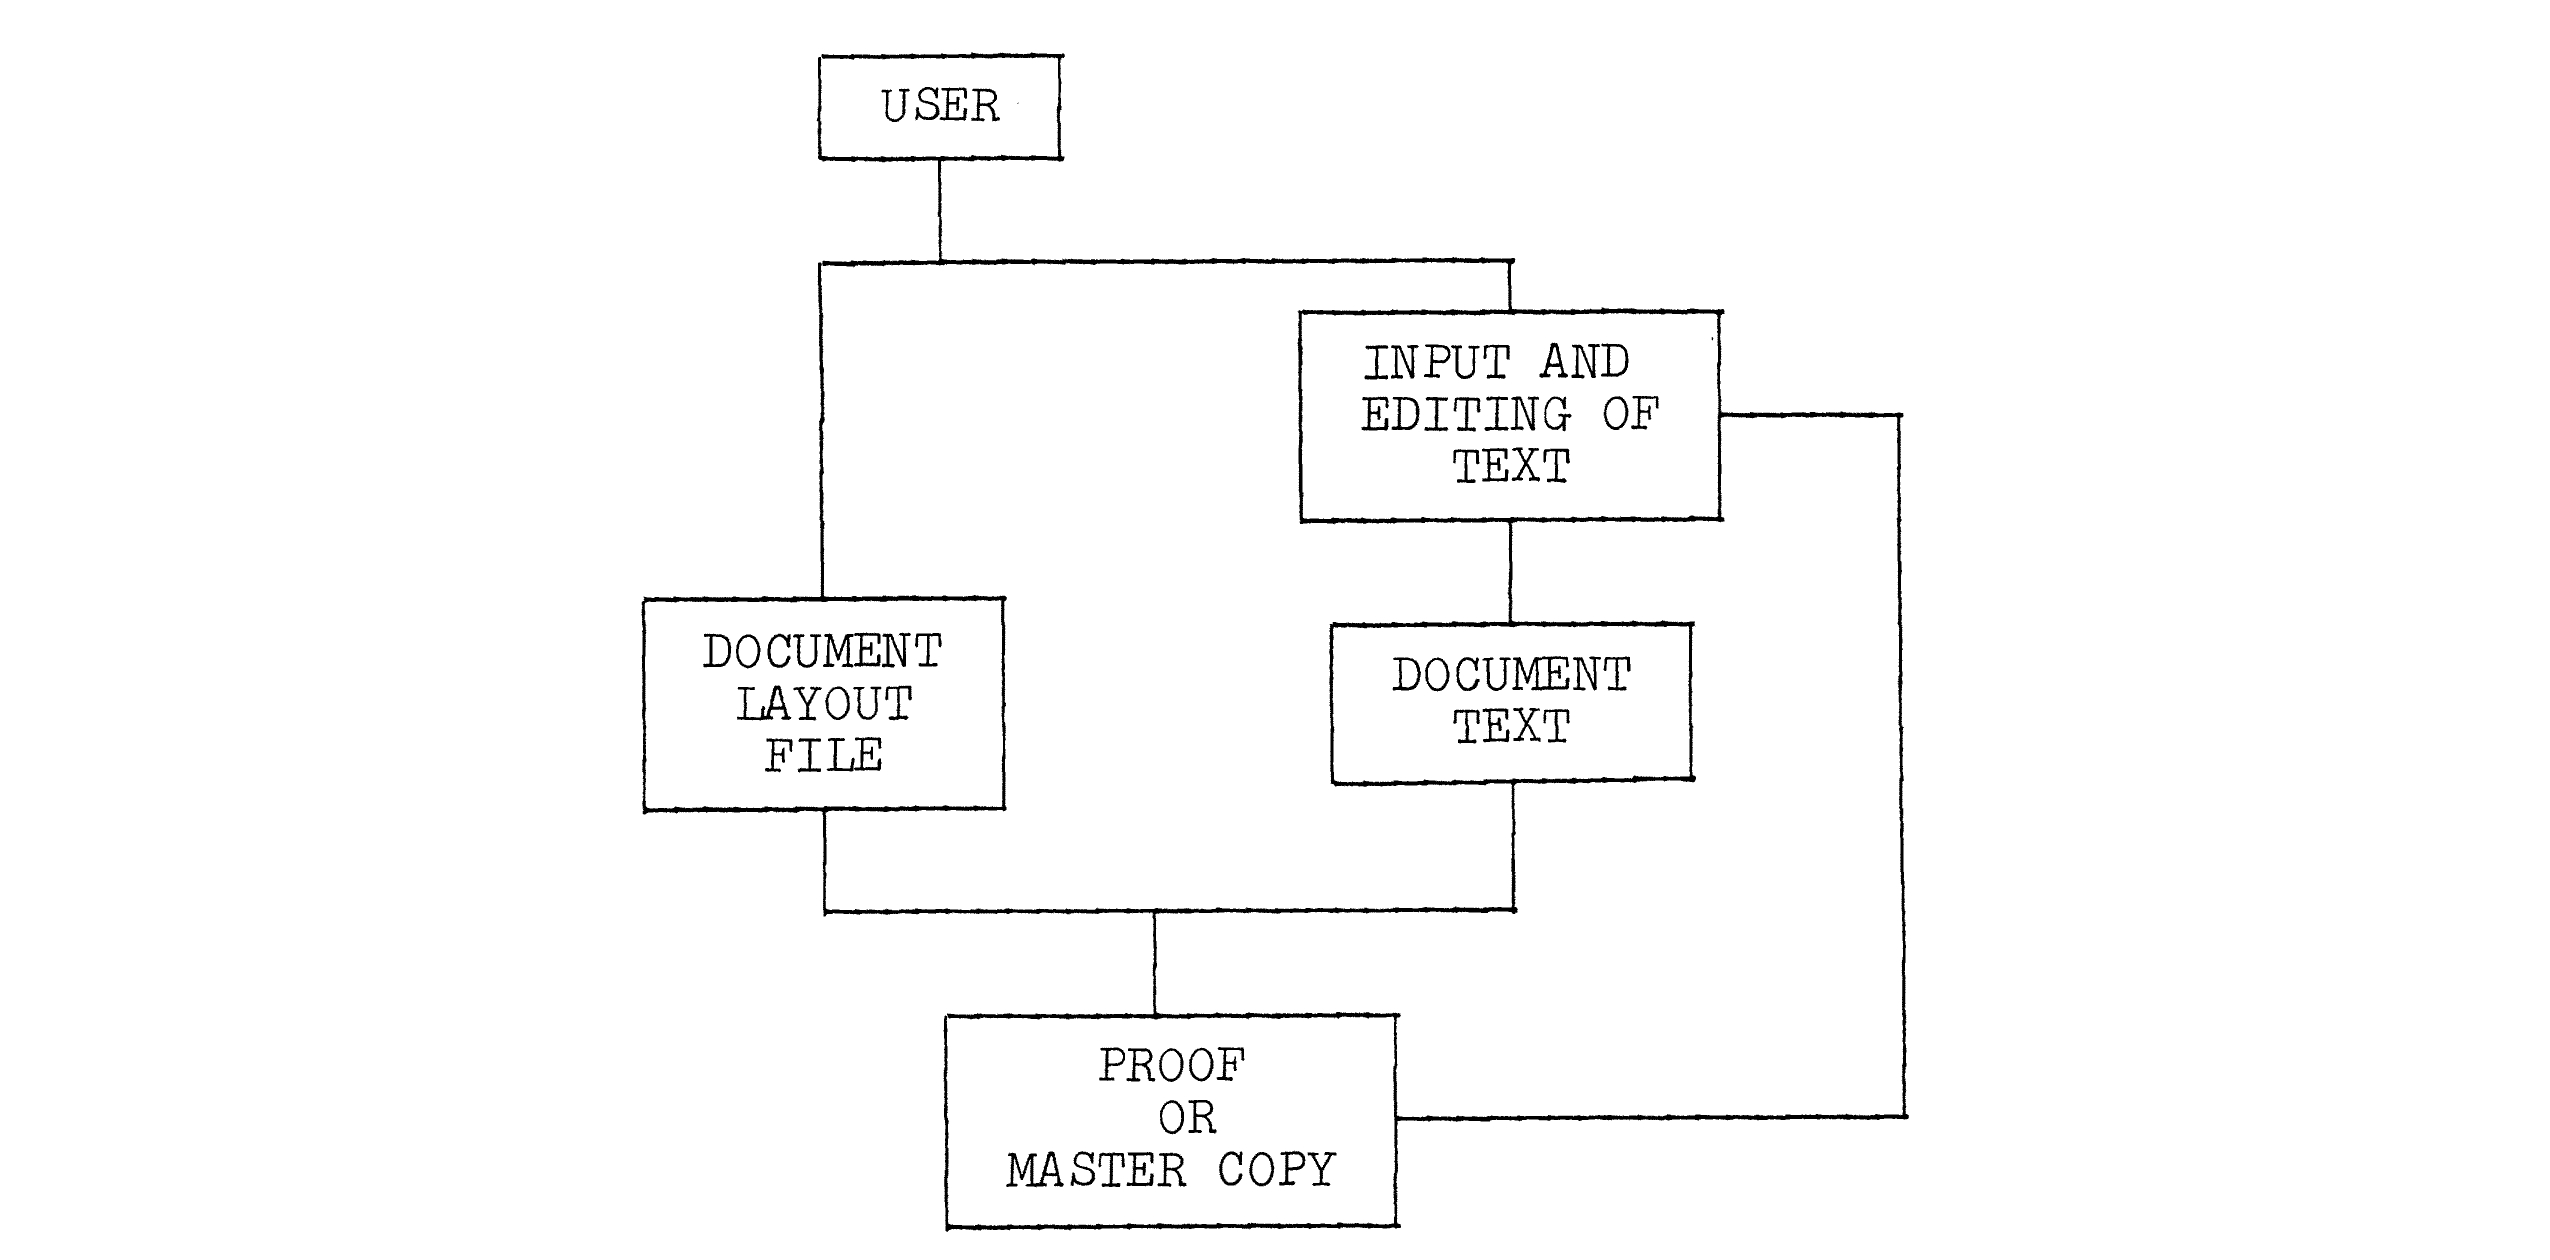 USER
INPUT AND
EDITING OF
TEXT
DOCUMENT
LAYOUT
FILE
DOCUMENT
TEXT
PROOF
OR
MASTER COPY